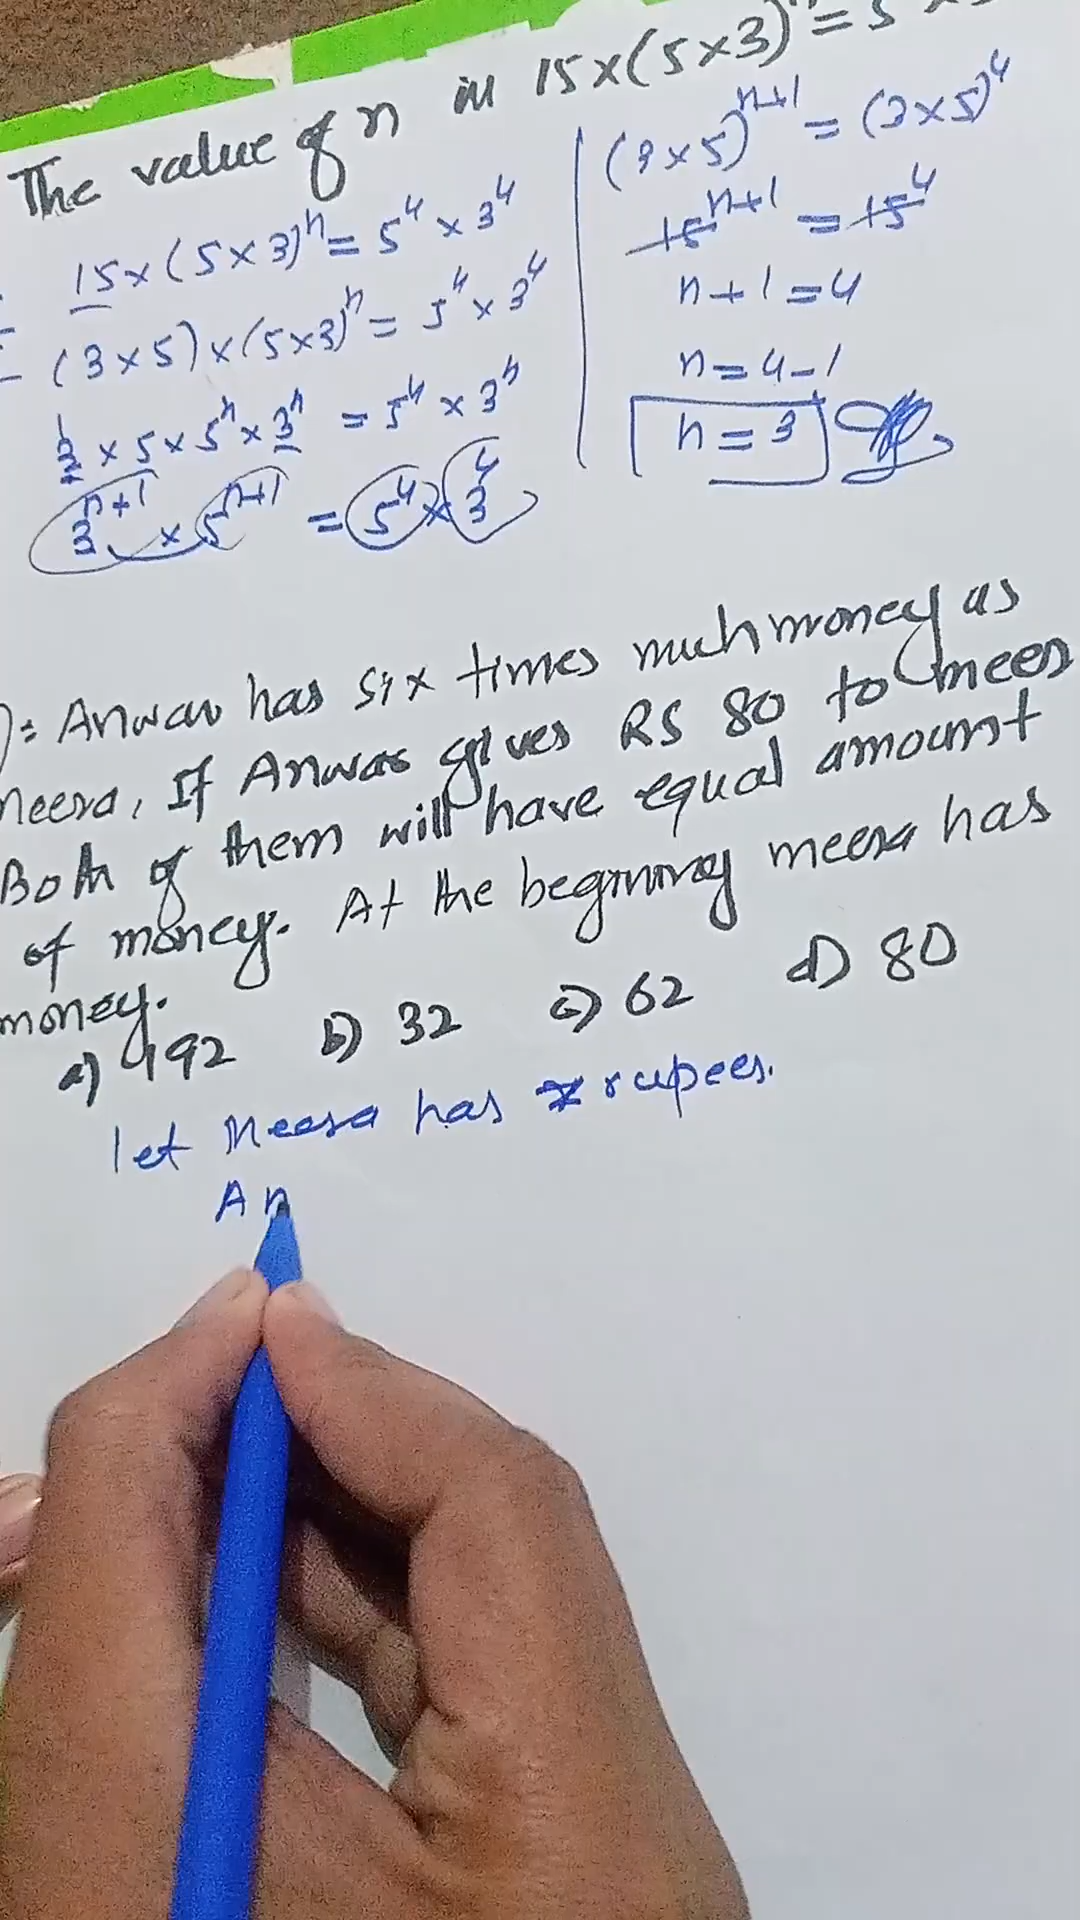 The value of n in 15×(5×3)ⁿ=5
15×(5×3)ⁿ=5⁴×3⁴
(3×5)×(5×3)ⁿ=5⁴×3⁴
3×5×5ⁿ×3ⁿ=5⁴×3⁴
3ⁿ⁺¹×5ⁿ⁺¹=5⁴×3⁴
(3×5)ⁿ⁺¹=(3×5)⁴
15ⁿ⁺¹=15⁴
n+1=4
n=4-1
n=3
Anwar has six times much money as
Meera, If Anwar gives RS 80 to meer
Both of them will have equal amount
of money. At the beginning meera has
money.
a) 192 b) 32 c) 62 d) 80
let Meera has x rupees.
An